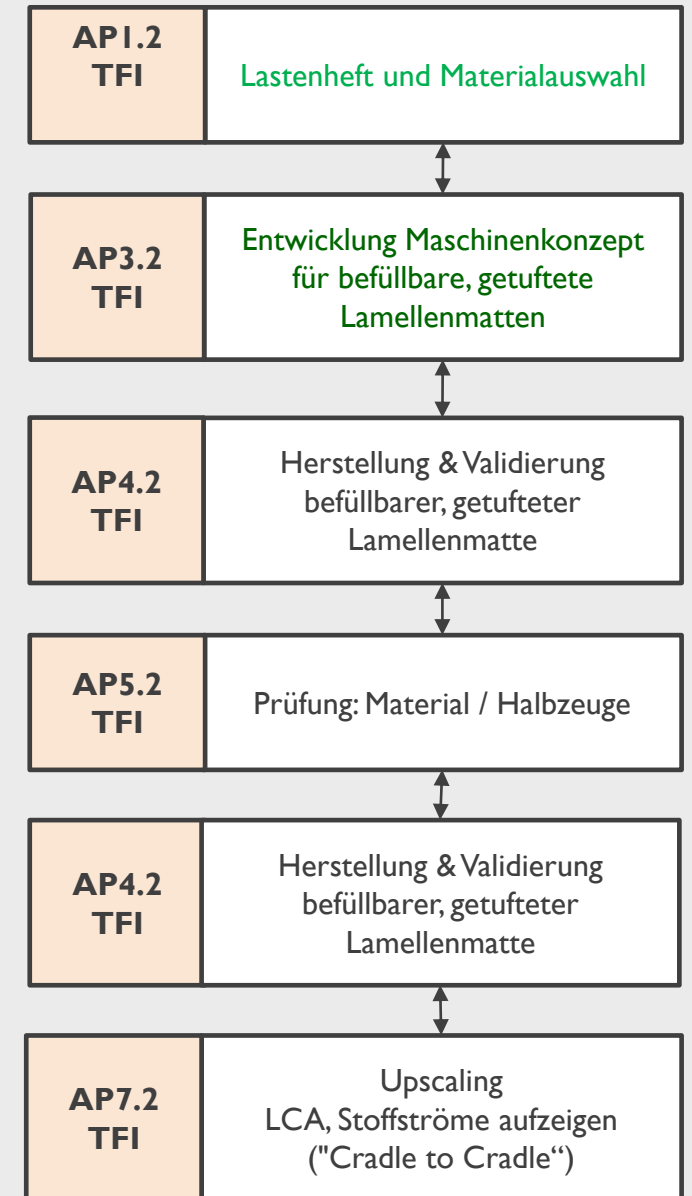 AP1.2
TFI
Lastenheft und Materialauswahl
AP3.2
TFI
Entwicklung Maschinenkonzept
für befüllbare, getuftete
Lamellenmatten
AP4.2
TFI
Herstellung & Validierung
befüllbarer, getufteter
Lamellenmatte
AP5.2
TFI
Prüfung: Material / Halbzeuge
AP4.2
TFI
Herstellung & Validierung
befüllbarer, getufteter
Lamellenmatte
AP7.2
TFI
Upscaling
LCA, Stoffströme aufzeigen
("Cradle to Cradle“)